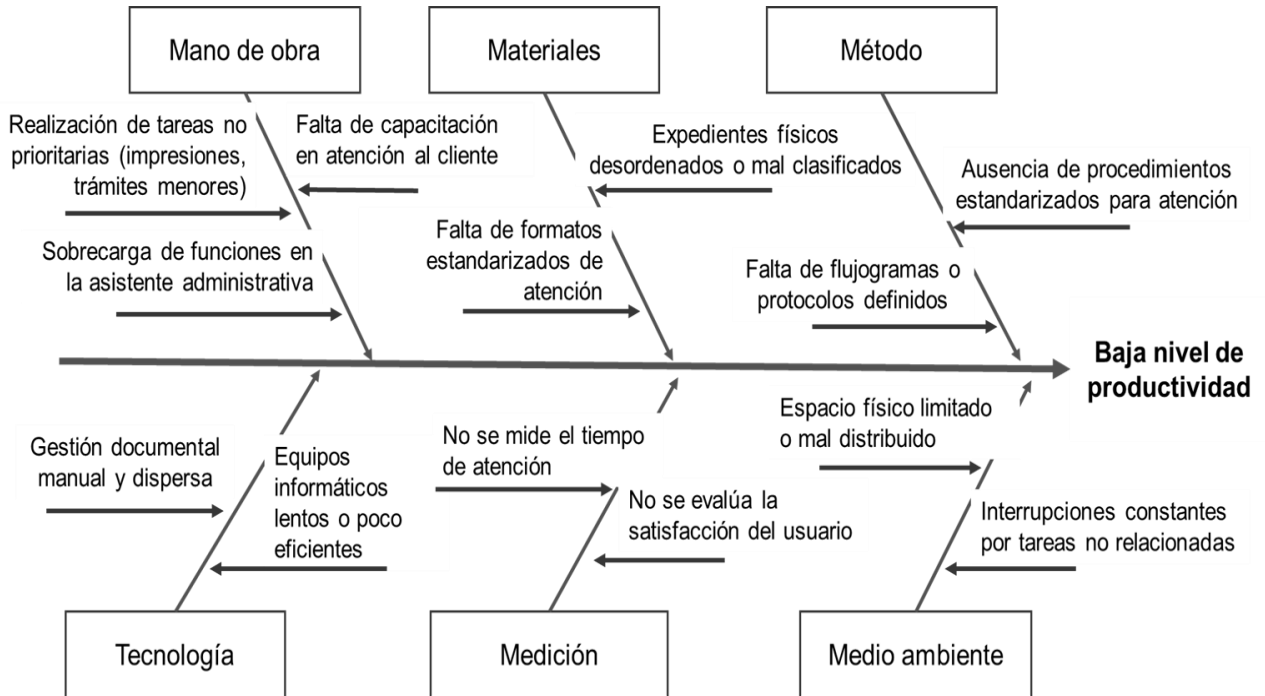 Mano de obra
Materiales
Método
Realización de tareas no
prioritarias (impresiones,
trámites menores)
Falta de capacitación
en atención al cliente
Expedientes físicos
desordenados o mal clasificados
Ausencia de procedimientos
estandarizados para atención
Sobrecarga de funciones en
la asistente administrativa
Falta de formatos
estandarizados de
atención
Falta de flujogramas o
protocolos definidos
Baja nivel de
productividad
Gestión documental
manual y dispersa
Equipos
informáticos
lentos o poco
eficientes
No se mide el tiempo
de atención
No se evalúa la
satisfacción del usuario
Espacio físico limitado
o mal distribuido
Interrupciones constantes
por tareas no relacionadas
Tecnología
Medición
Medio ambiente